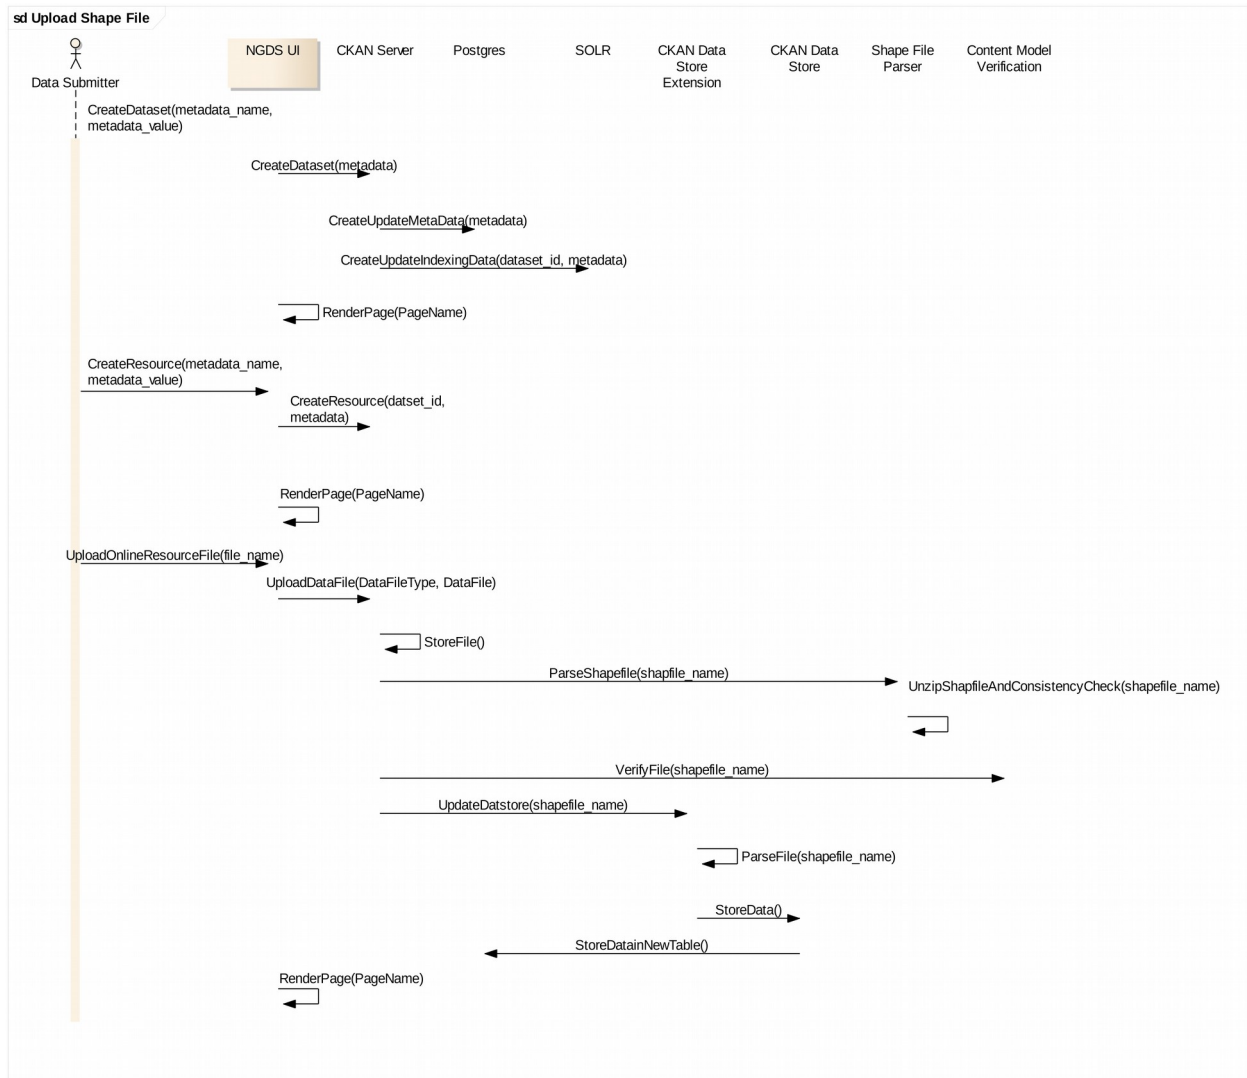 sd Upload Shape File
Data Submitter
NGDS UI
CKAN Server
Postgres
SOLR
CKAN Data
Store
Extension
CKAN Data
Store
Shape File
Parser
Content Model
Verification
CreateDataset(metadata_name,
metadata_value)
CreateDataset(metadata)
CreateUpdateMetaData(metadata)
CreateUpdateIndexingData(dataset_id, metadata)
RenderPage(PageName)
CreateResource(metadata_name,
metadata_value)
CreateResource(datset_id,
metadata)
RenderPage(PageName)
UploadOnlineResourceFile(file_name)
UploadDataFile(DataFileType, DataFile)
StoreFile()
ParseShapefile(shapfile_name)
UnzipShapfileAndConsistencyCheck(shapefile_name)
VerifyFile(shapefile_name)
UpdateDatstore(shapefile_name)
ParseFile(shapefile_name)
StoreData()
StoreDatainNewTable()
RenderPage(PageName)